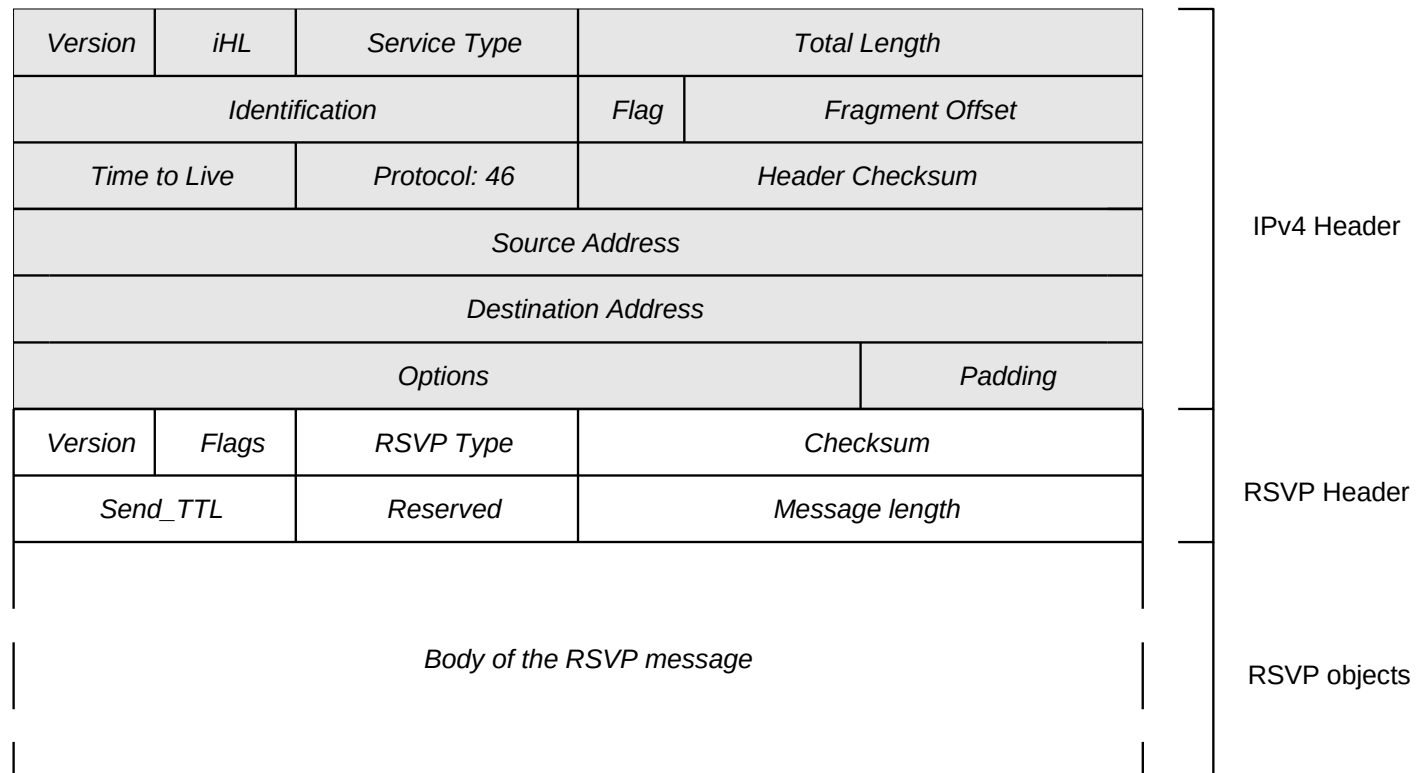 Version iHL Service Type Total Length
Identification Flag Fragment Offset
Time to Live Protocol: 46 Header Checksum
Source Address
IPv4 Header
Destination Address
Options Padding
Version Flags RSVP Type Checksum
Send_TTL Reserved Message length
RSVP Header
Body of the RSVP message
RSVP objects